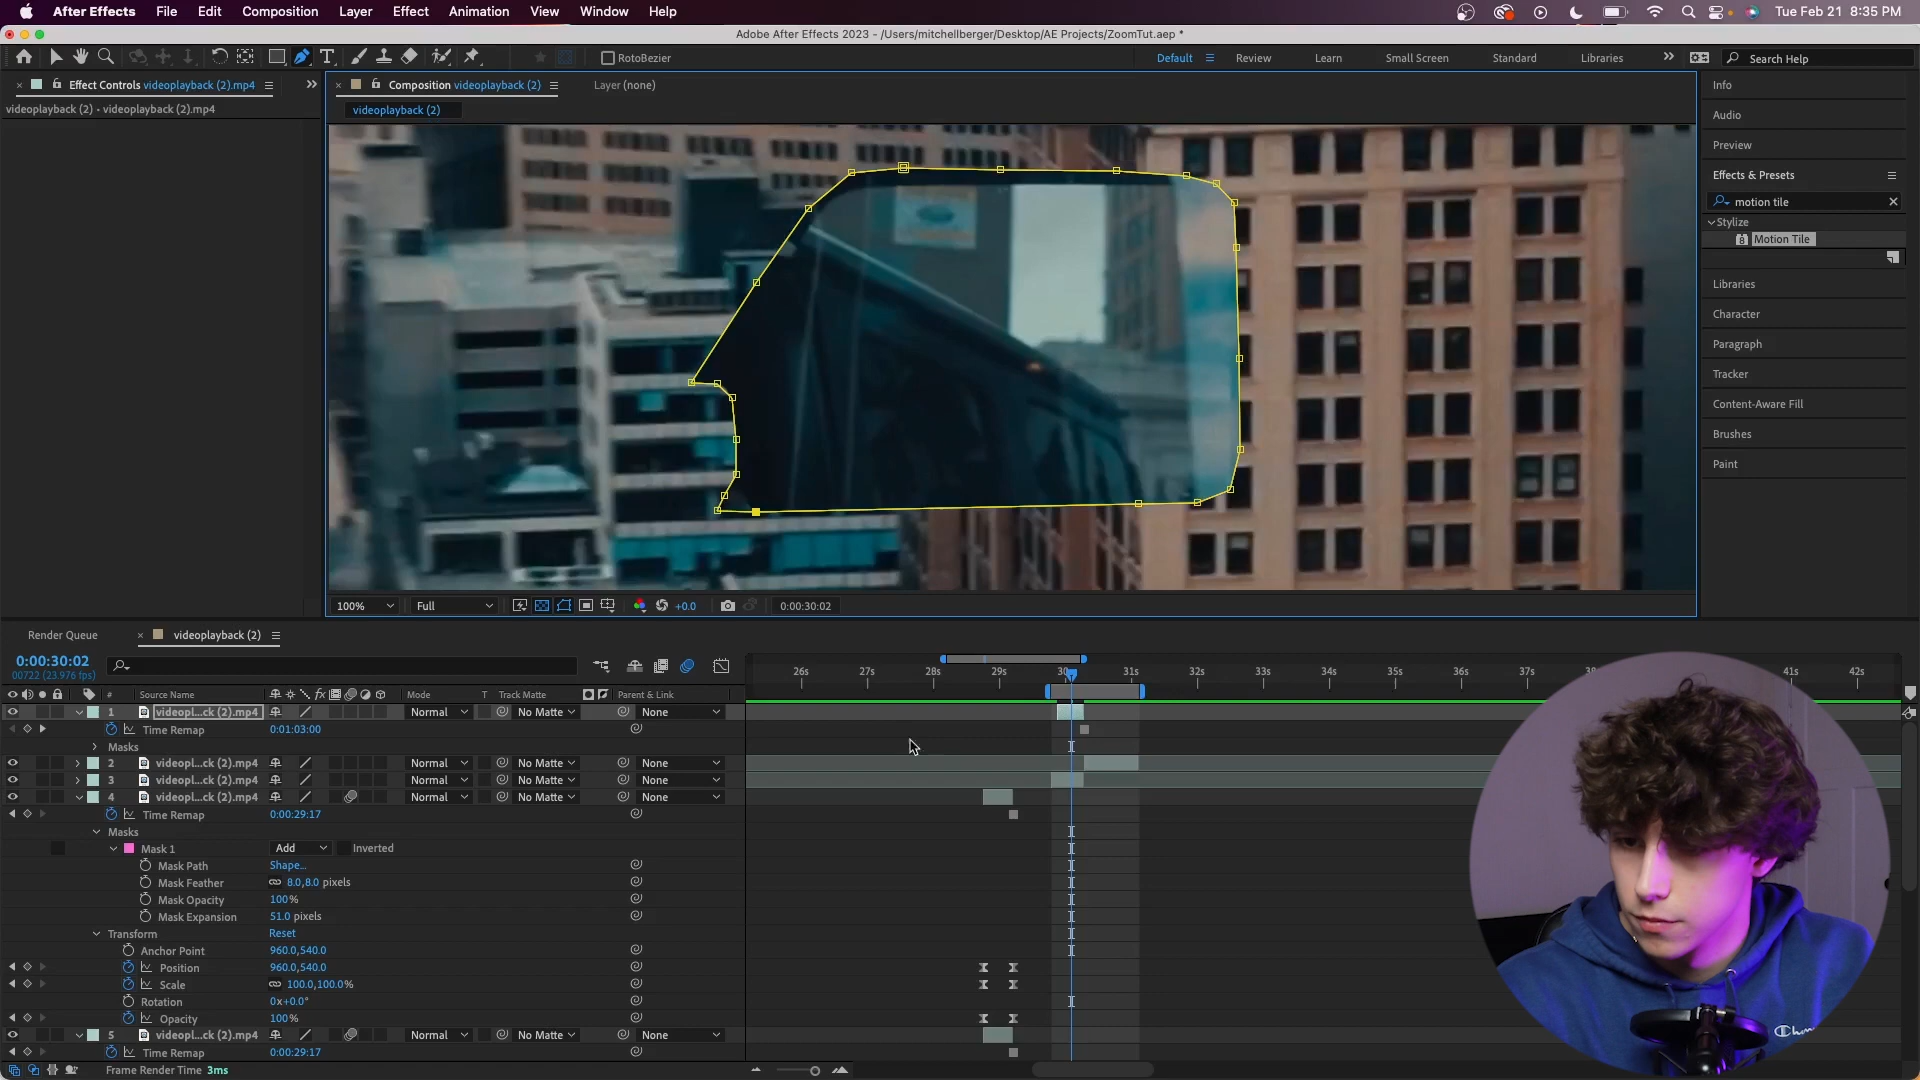 After Effects File Edit Composition Layer Effect Animation View Window Help Tue Feb 21 8:35 PM
Adobe After Effects 2023 - /Users/mitchellberger/Desktop/AE Projects/ZoomTut.aep *
RotoBezier Default Review Learn Small Screen Standard Libraries Search Help
Effect Controls videoplayback (2).mp4 Composition videoplayback (2) Layer (none) Info
videoplayback (2) • videoplayback (2).mp4 videoplayback (2)
Audio
Preview
Effects & Presets
motion tile
Stylize
Motion Tile
Libraries
Character
Paragraph
Tracker
Content-Aware Fill
Brushes
Paint
100% Full +0.0 0:00:30:02
Render Queue videoplayback (2)
0:00:30:02
00722 (23.976 fps)
26s 27s 28s 29s 31s 32s 33s 34s 35s 36s 37s 41s 42s
# Source Name Mode T Track Matte Parent & Link
1 videopl...ck (2).mp4 Normal No Matte None
Time Remap 0:01:03:00
Masks
2 videopl...ck (2).mp4 Normal No Matte None
3 videopl...ck (2).mp4 Normal No Matte None
4 videopl...ck (2).mp4 Normal No Matte None
Time Remap 0:00:29:17
Masks
Mask 1 Add Inverted
Mask Path Shape...
Mask Feather 8.0,8.0 pixels
Mask Opacity 100%
Mask Expansion 51.0 pixels
Transform Reset
Anchor Point 960.0,540.0
Position 960.0,540.0
Scale 100.0,100.0%
Rotation 0x+0.0°
Opacity 100%
5 videopl...ck (2).mp4 Normal No Matte None
Time Remap 0:00:29:17
Frame Render Time 3ms